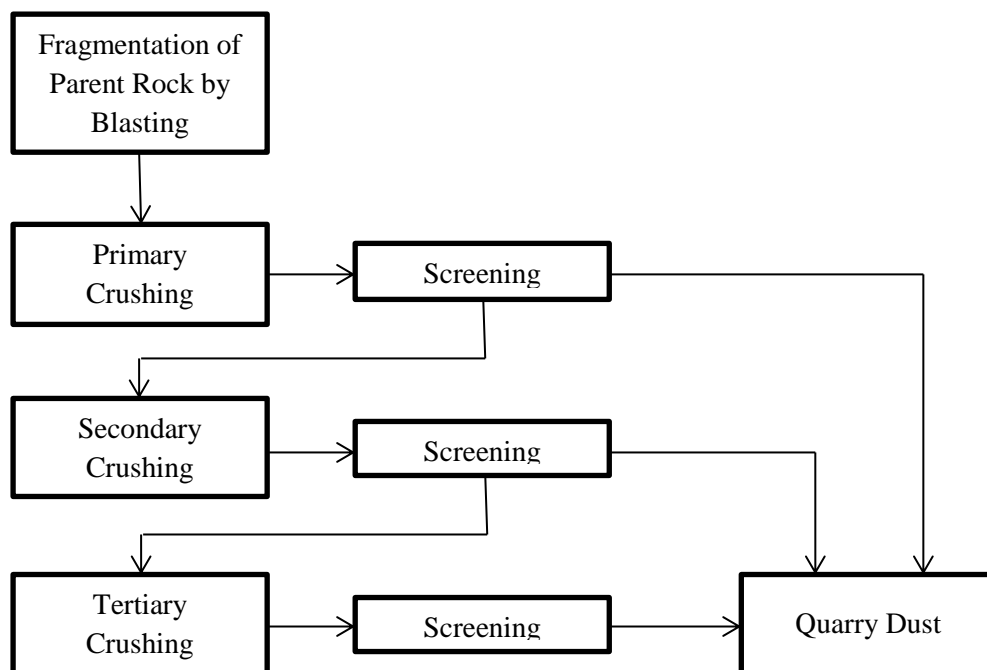 Fragmentation of
Parent Rock by
Blasting
Primary
Crushing
Screening
Secondary
Crushing
Screening
Tertiary
Crushing
Screening
Quarry Dust